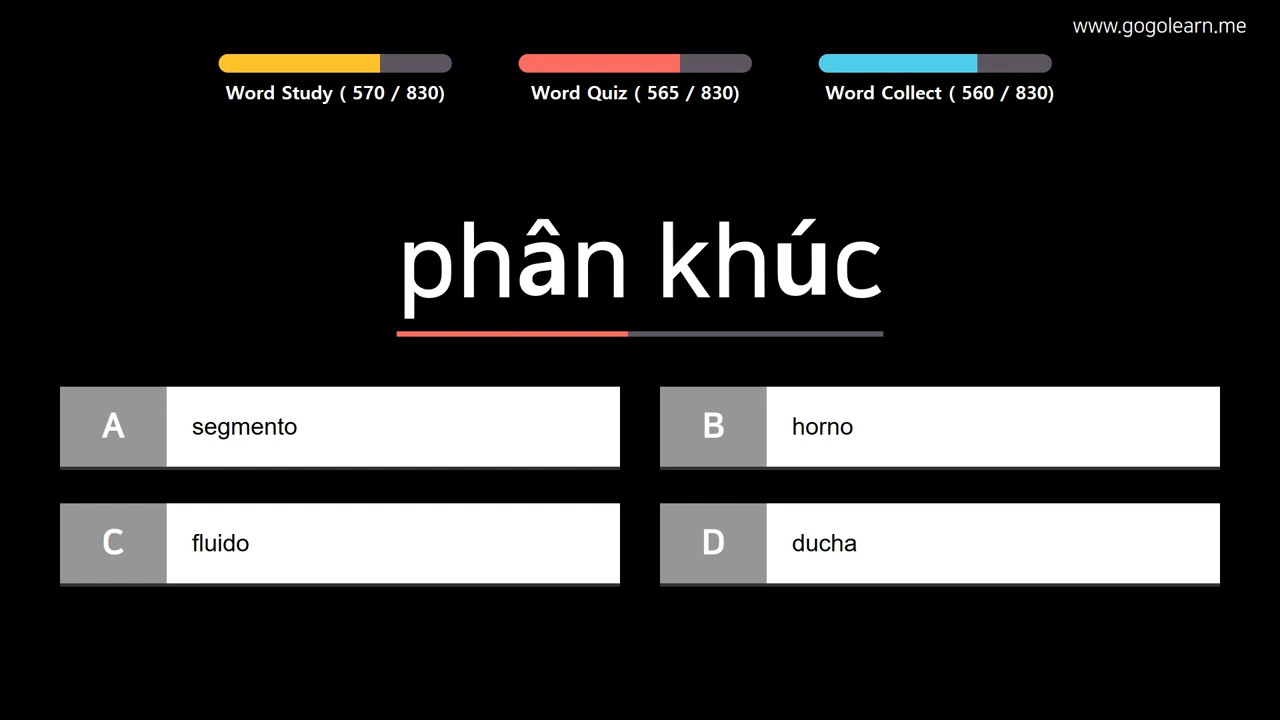 www.gogolearn.me
Word Study ( 570 / 830)
Word Quiz ( 565 / 830)
Word Collect ( 560 / 830)
phân khúc
A segmento
B horno
C fluido
D ducha